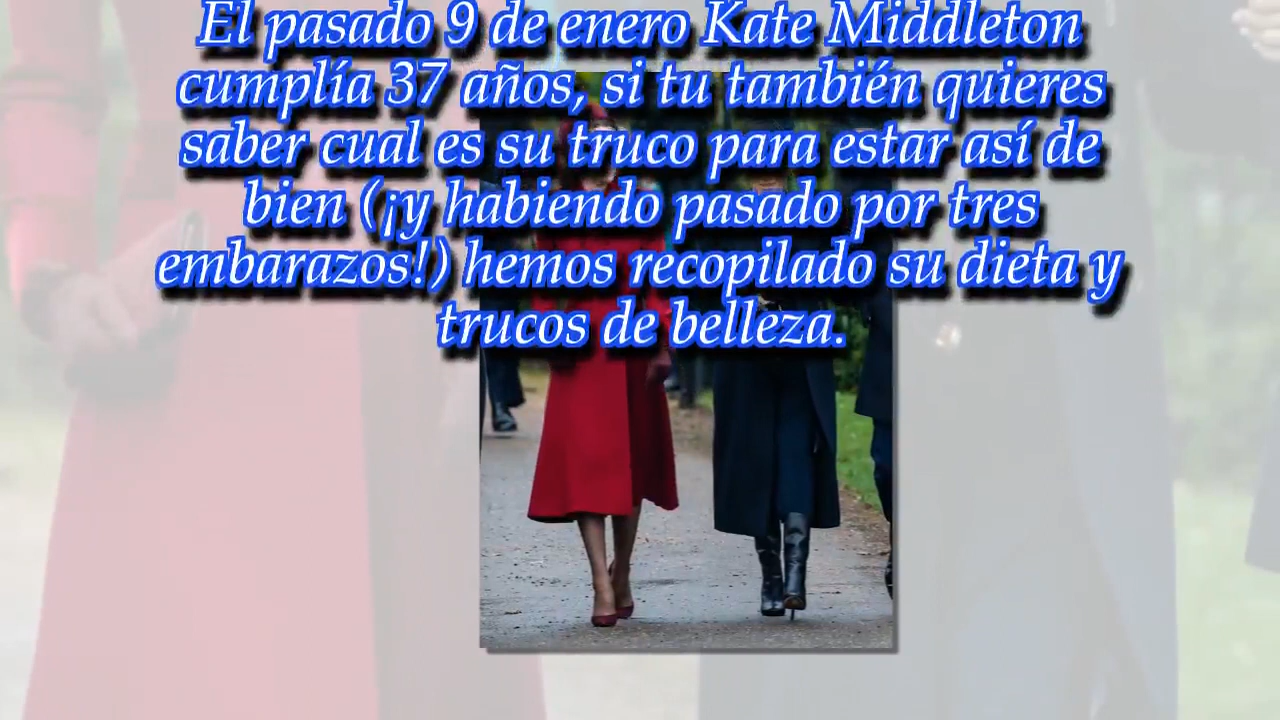 El pasado 9 de enero Kate Middleton
cumplía 37 años, si tu también quieres
saber cual es su truco para estar así de
bien (¡y habiendo pasado por tres
embarazos!) hemos recopilado su dieta y
trucos de belleza.